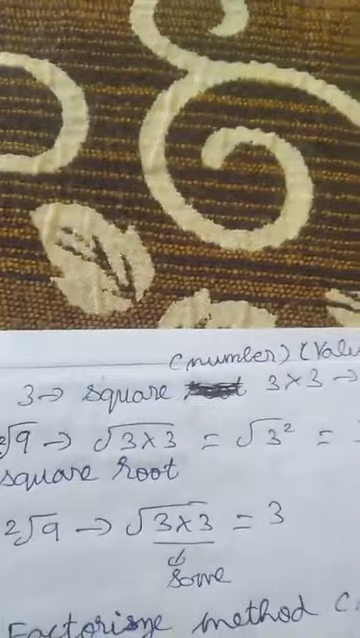 (number) (Valu
3 → square 3×3 →
²√9 → √3×3 = √3² =
square root
²√9 → √3×3 = 3
same
Factorise method (